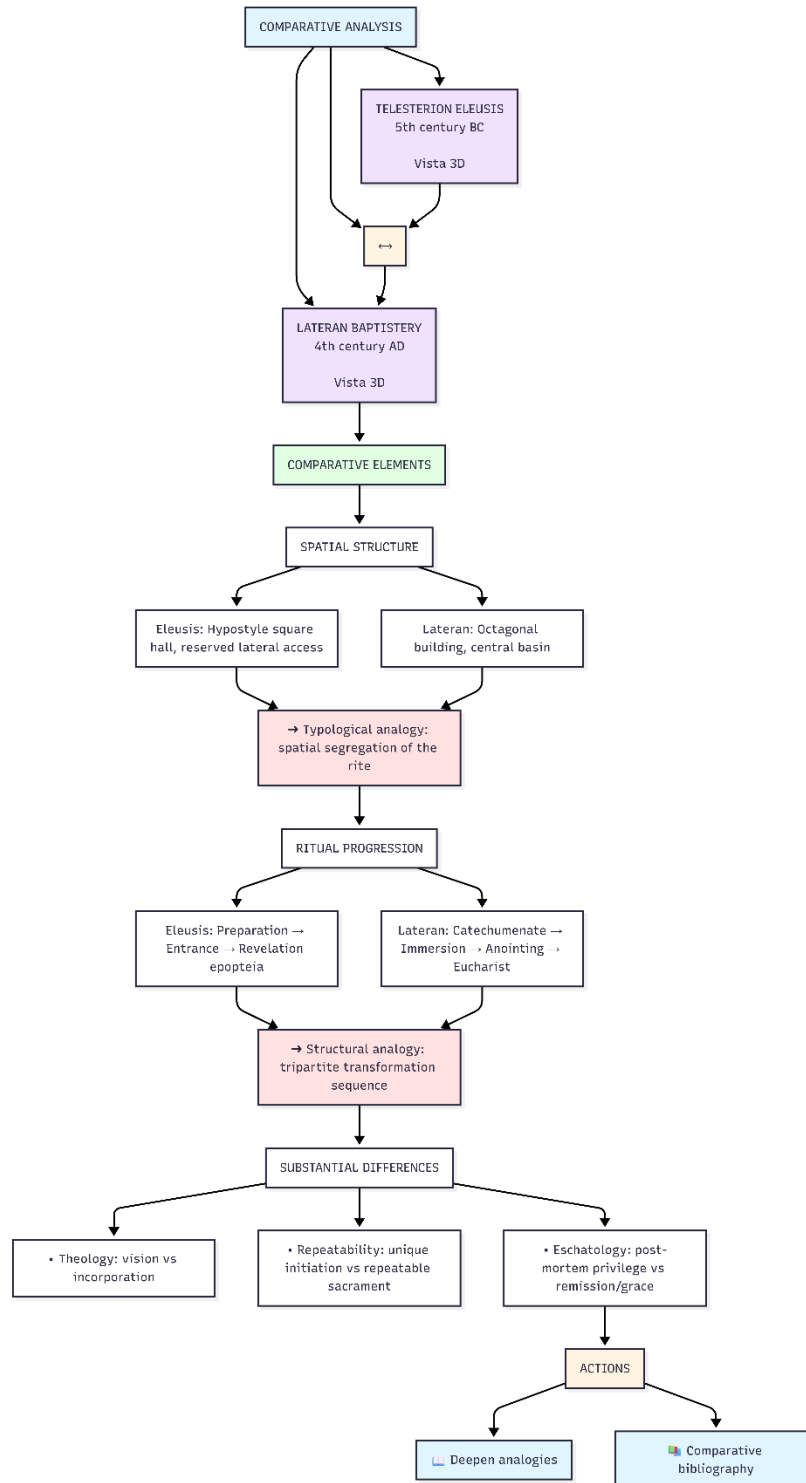 COMPARATIVE ANALYSIS
TELESTERION ELEUSIS
5th century BC
Vista 3D
↔
LATERAN BAPTISTERY
4th century AD
Vista 3D
COMPARATIVE ELEMENTS
SPATIAL STRUCTURE
Eleusis: Hypostyle square
hall, reserved lateral access
Lateran: Octagonal
building, central basin
➜ Typological analogy:
spatial segregation of the
rite
RITUAL PROGRESSION
Eleusis: Preparation →
Entrance → Revelation
epopteia
Lateran: Catechumenate →
Immersion → Anointing →
Eucharist
➜ Structural analogy:
tripartite transformation
sequence
SUBSTANTIAL DIFFERENCES
• Theology: vision vs
incorporation
• Repeatability: unique
initiation vs repeatable
sacrament
• Eschatology: post-
mortem privilege vs
remission/grace
ACTIONS
📖 Deepen analogies
📚 Comparative
bibliography